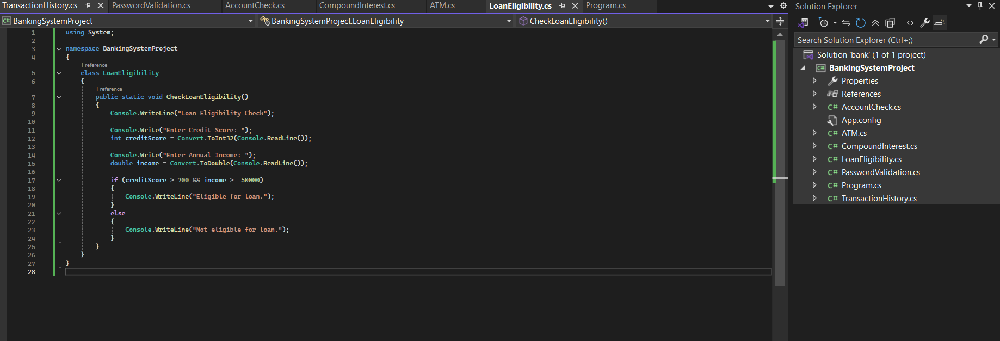 TransactionHistory.cs
PasswordValidation.cs
AccountCheck.cs
CompoundInterest.cs
ATM.cs
LoanEligibility.cs
Program.cs
C# BankingSystemProject
BankingSystemProject.LoanEligibility
CheckLoanEligibility()
1 using System;
2
3 namespace BankingSystemProject
4 {
1 reference
5 class LoanEligibility
6 {
1 reference
7 public static void CheckLoanEligibility()
8 {
9 Console.WriteLine("Loan Eligibility Check");
10
11 Console.Write("Enter Credit Score: ");
12 int creditScore = Convert.ToInt32(Console.ReadLine());
13
14 Console.Write("Enter Annual Income: ");
15 double income = Convert.ToDouble(Console.ReadLine());
16
17 if (creditScore > 700 && income >= 50000)
18 {
19 Console.WriteLine("Eligible for loan.");
20 }
21 else
22 {
23 Console.WriteLine("Not eligible for loan.");
24 }
25 }
26 }
27 }
28
Solution Explorer
Search Solution Explorer (Ctrl+;)
Solution 'bank' (1 of 1 project)
C# BankingSystemProject
Properties
References
C# AccountCheck.cs
App.config
C# ATM.cs
C# CompoundInterest.cs
C# LoanEligibility.cs
C# PasswordValidation.cs
C# Program.cs
C# TransactionHistory.cs